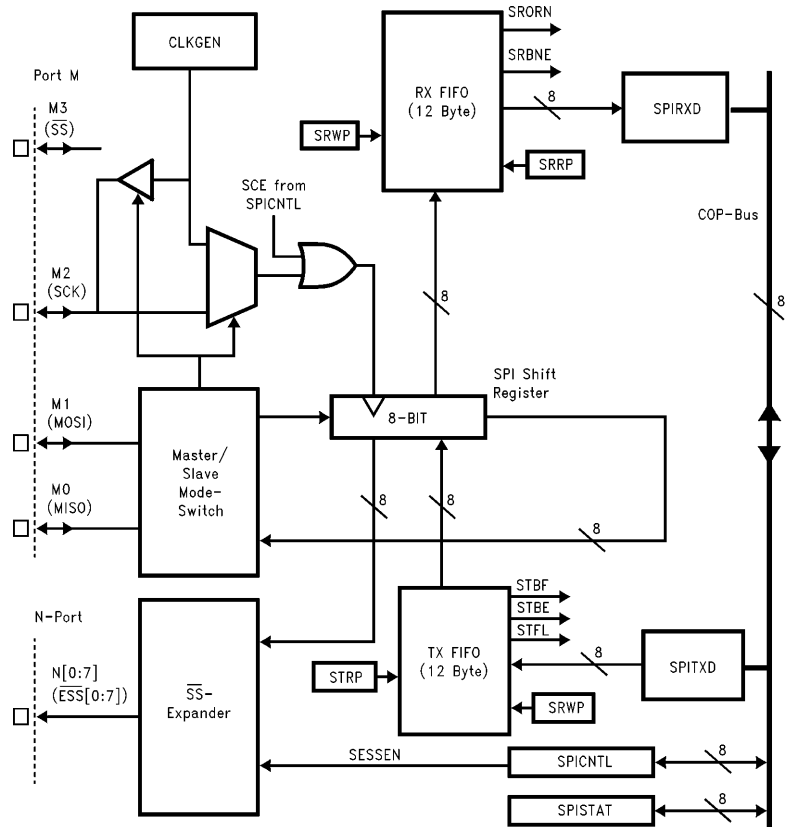 SRORN
CLKGEN
SRBNE
Port M
8
RX FIFO
(12 Byte)
SPIRXD
M3
(SS)
SRWP
SRRP
SCE from
SPICNTL
COP-Bus
M2
(SCK)
8
8
SPI Shift
Register
M1
(MOSI)
8-BIT
Master/
Slave
Mode-
Switch
M0
(MISO)
8
8
8
STBF
STBE
STFL
N-Port
TX FIFO
(12 Byte)
8
SPITXD
N[0:7]
(ESS[0:7])
SS-
Expander
STRP
SRWP
SESSEN
SPICNTL
8
SPISTAT
8